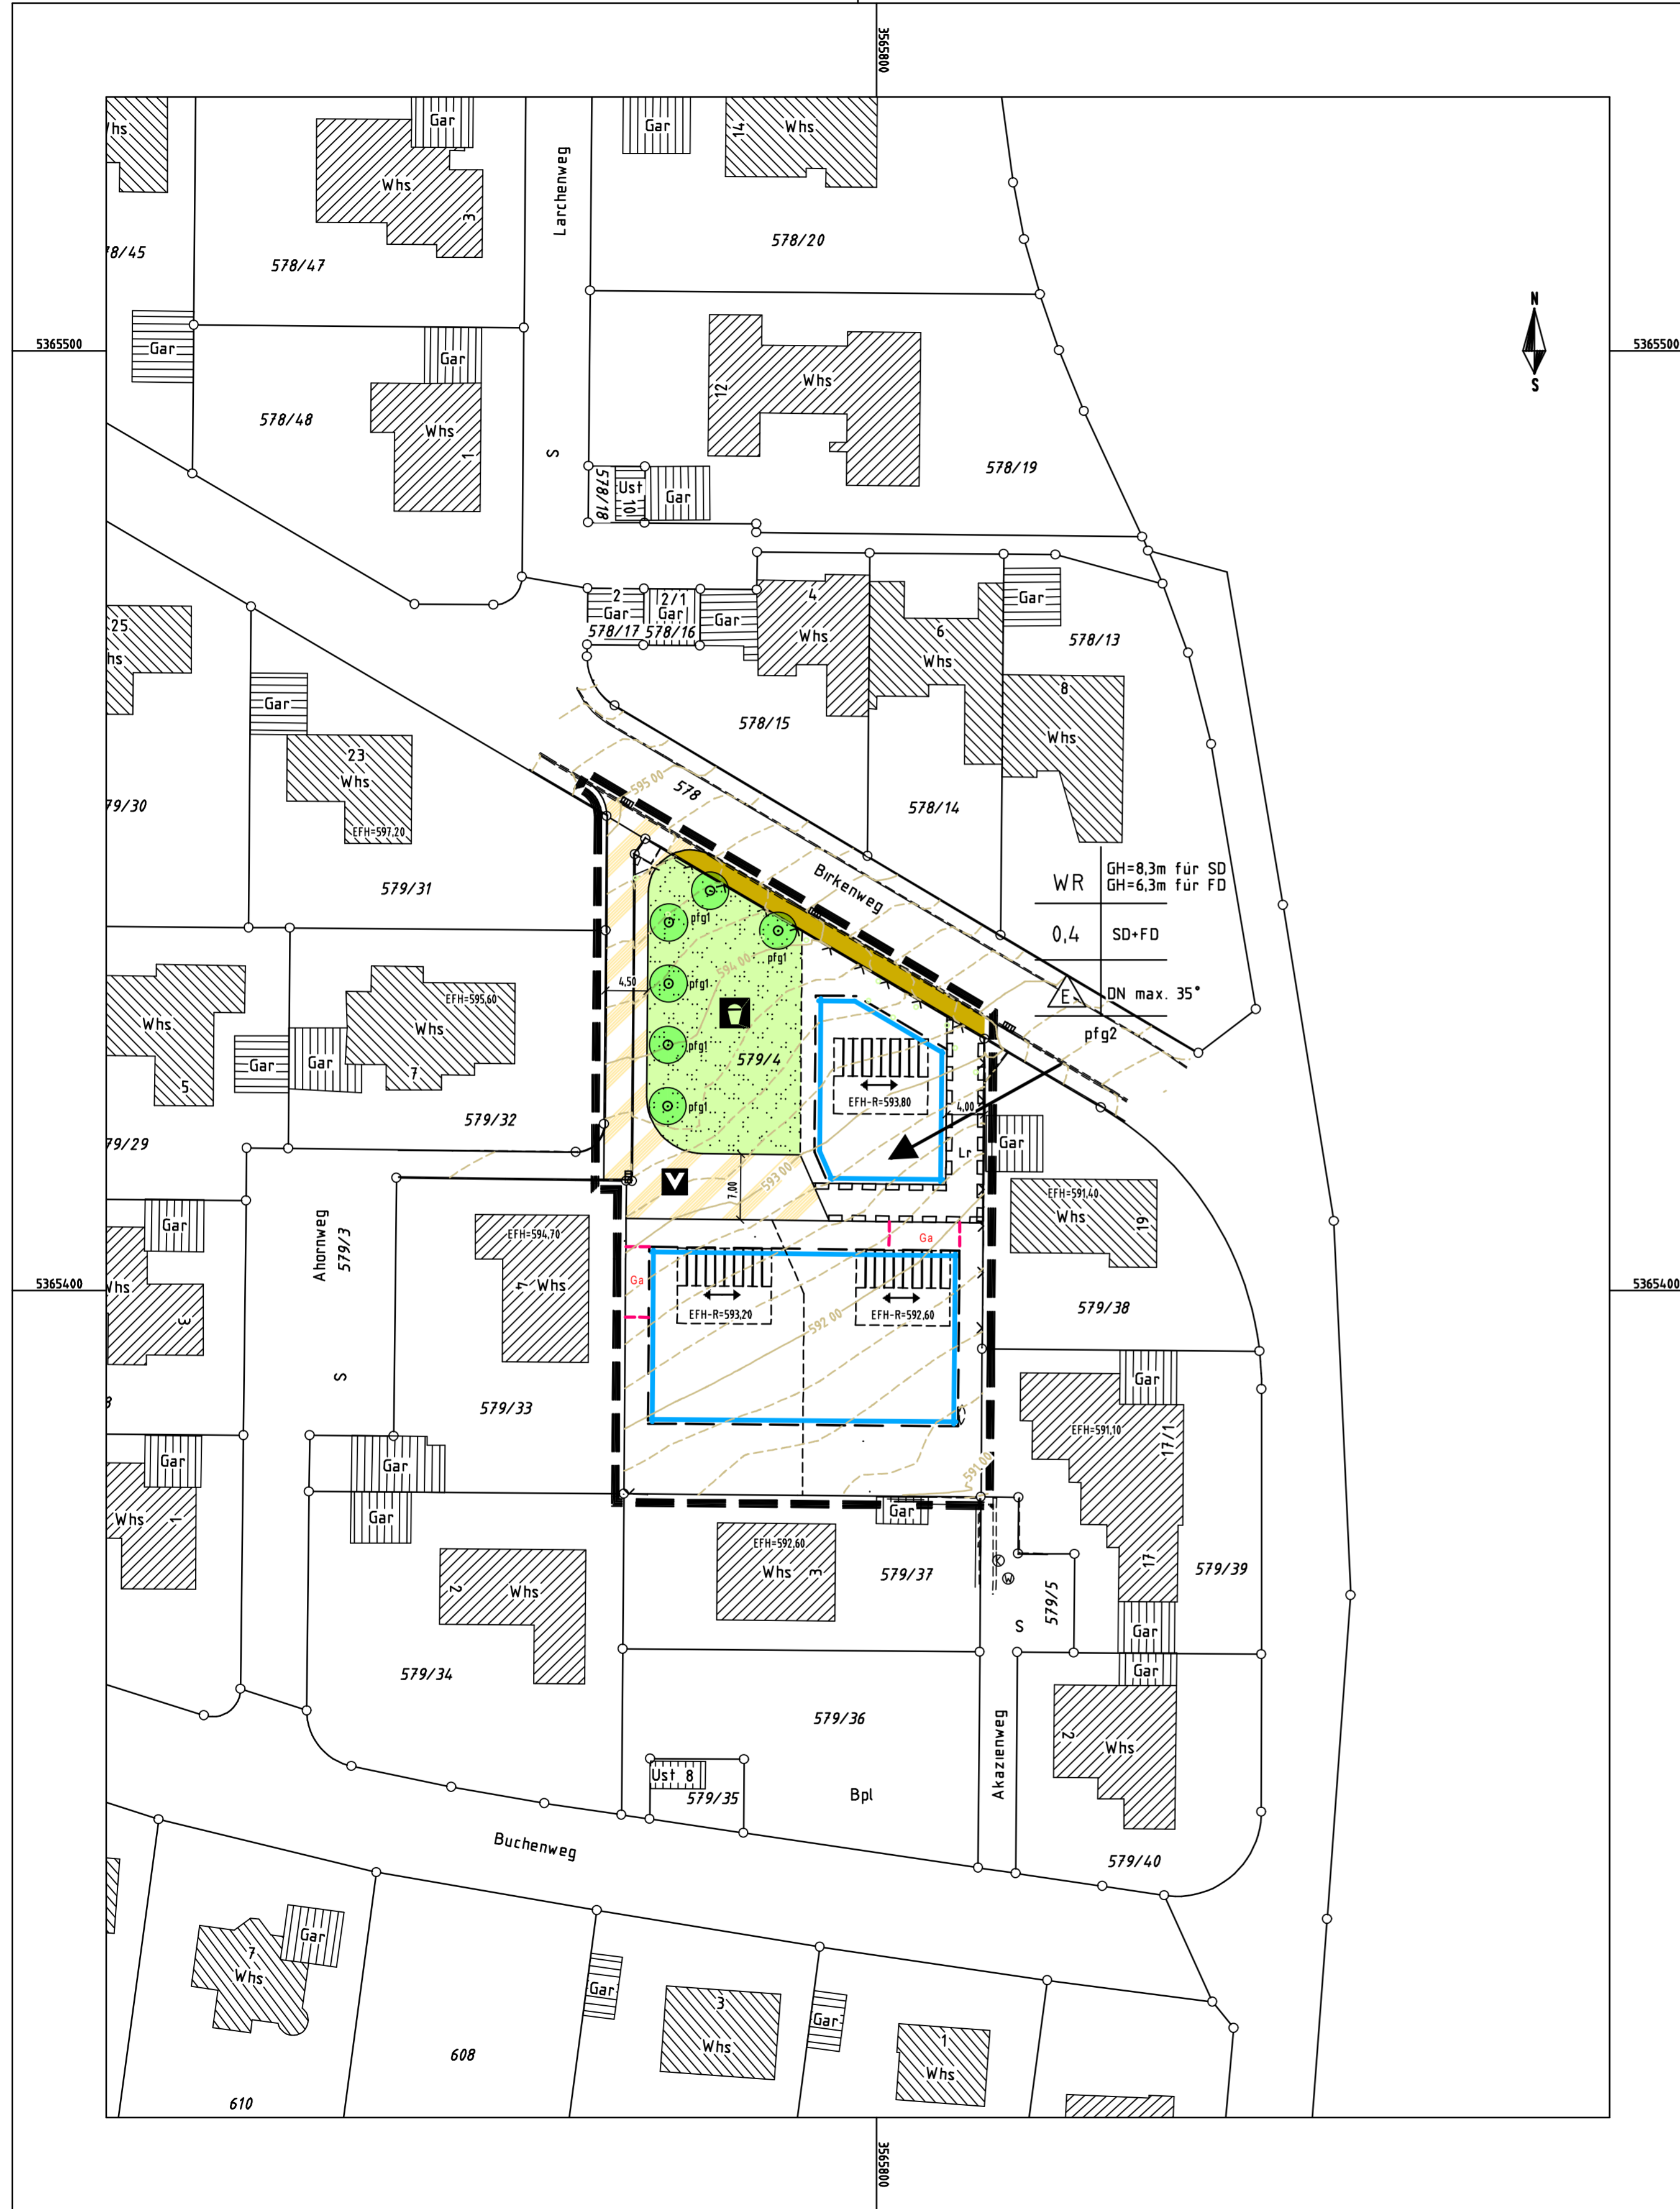 3565800
Whs
Gar
Whs
3
Larchenweg
Gar
14
Whs
578/45
578/47
578/20
N
S
5365500
5365500
Gar
Gar
578/48
Whs
1
12
Whs
S
578/19
578/18
Ust
10
Gar
2
Gar
2/1
Gar
Gar
4
Whs
Gar
578/17
578/16
6
Whs
578/13
25
Whs
8
Whs
Gar
578/15
23
Whs
EFH=597,20
595.00
578
579/30
578/14
Birkenweg
579/31
WR
GH=8,3m für SD
GH=6,3m für FD
0,4
SD+FD
E
DN max. 35°
pfg2
pfg1
pfg1
594.00
4,50
pfg1
EFH=595,60
Whs
7
Whs
5
Gar
Gar
pfg1
579/4
pfg1
EFH-R=593,80
4,00
Lr
Gar
579/32
579/29
V
7,00
593.00
EFH=591,40
Whs
19
Gar
Ahornweg
579/3
EFH=594,70
4
Whs
Ga
Ga
5365400
5365400
Whs
3
EFH-R=593,20
EFH-R=592,60
592.00
579/38
S
579/33
Gar
EFH=591,10
17/1
Gar
Gar
591.00
Whs
1
Gar
Gar
EFH=592,60
Whs
3
579/37
K
W
17
579/39
2
Whs
579/5
S
Gar
Gar
579/34
579/36
Akazienweg
2
Whs
Ust 8
579/35
Bpl
Buchenweg
579/40
7
Whs
Gar
Gar
3
Whs
Gar
1
Whs
608
610
3565800